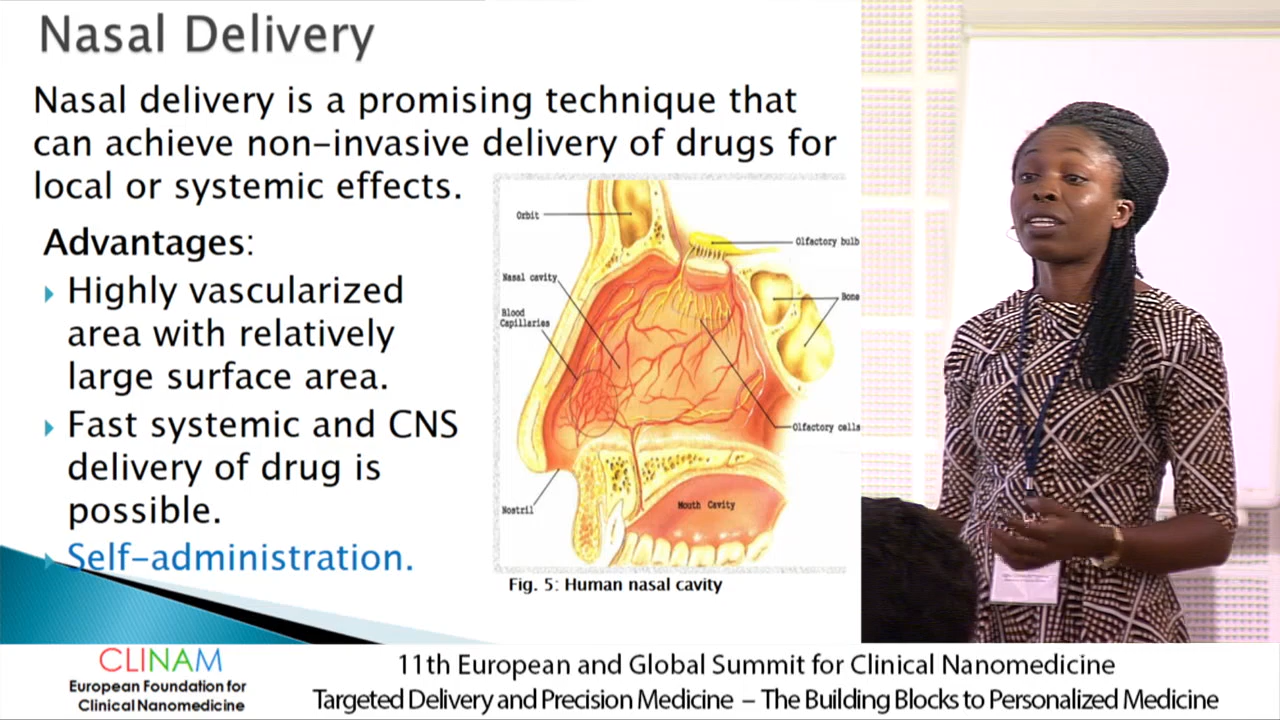 Nasal Delivery
Nasal delivery is a promising technique that
can achieve non-invasive delivery of drugs for
local or systemic effects.
Advantages:
Highly vascularized
area with relatively
large surface area.
Fast systemic and CNS
delivery of drug is
possible.
Self-administration.
Orbit
Olfactory bulb
Nasal cavity
Bone
Blood
Capillaries
Olfactory cells
Nostril
Mouth Cavity
Fig. 5: Human nasal cavity
CLINAM
European Foundation for
Clinical Nanomedicine
11th European and Global Summit for Clinical Nanomedicine
Targeted Delivery and Precision Medicine – The Building Blocks to Personalized Medicine